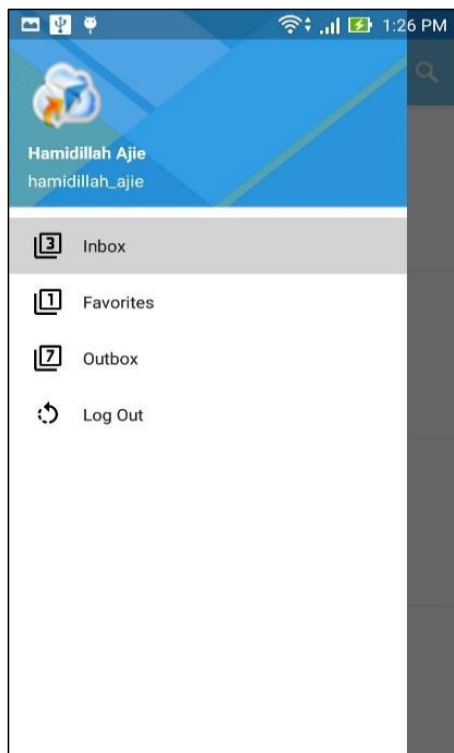 1:26 PM
Hamidillah Ajie
hamidillah_ajie
3 Inbox
1 Favorites
7 Outbox
Log Out